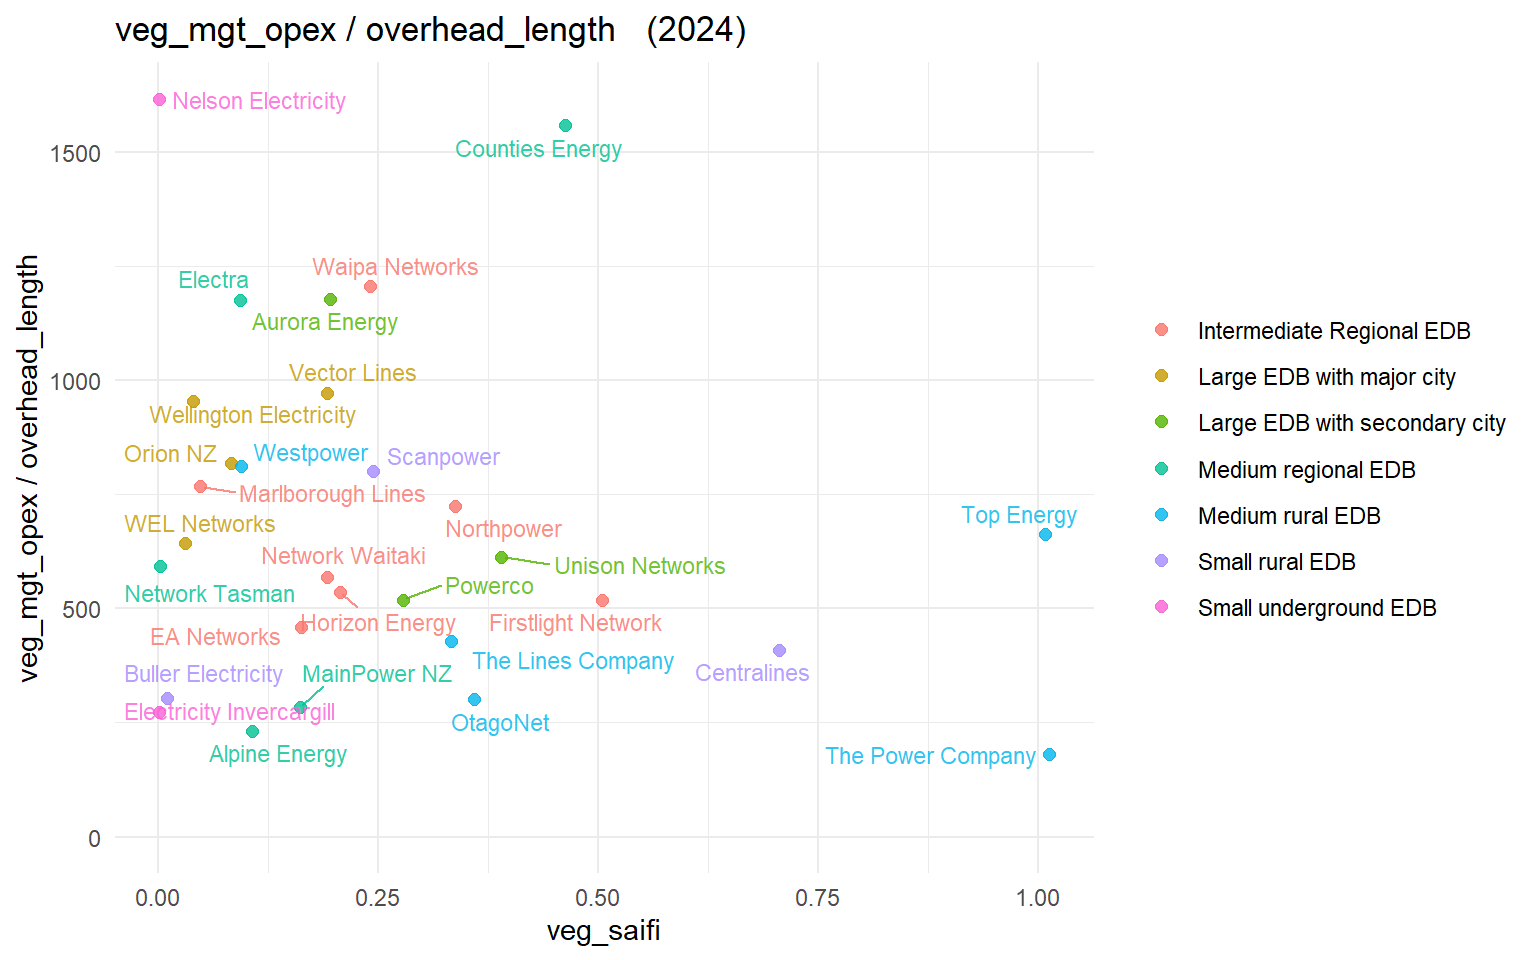 veg_mgt_opex / overhead_length (2024)
Nelson Electricity
Counties Energy
1500
Waipa Networks
Electra
Aurora Energy
Vector Lines
1000
Wellington Electricity
Orion NZ
Westpower
Scanpower
Marlborough Lines
WEL Networks
Northpower
Top Energy
Network Waitaki
Unison Networks
Powerco
Network Tasman
500
Horizon Energy
Firstlight Network
EA Networks
The Lines Company
Buller Electricity
MainPower NZ
Centralines
Electricity Invercargill
OtagoNet
Alpine Energy
The Power Company
0
0.00
0.25
0.50
0.75
1.00
veg_saifi
veg_mgt_opex / overhead_length
Intermediate Regional EDB
Large EDB with major city
Large EDB with secondary city
Medium regional EDB
Medium rural EDB
Small rural EDB
Small underground EDB